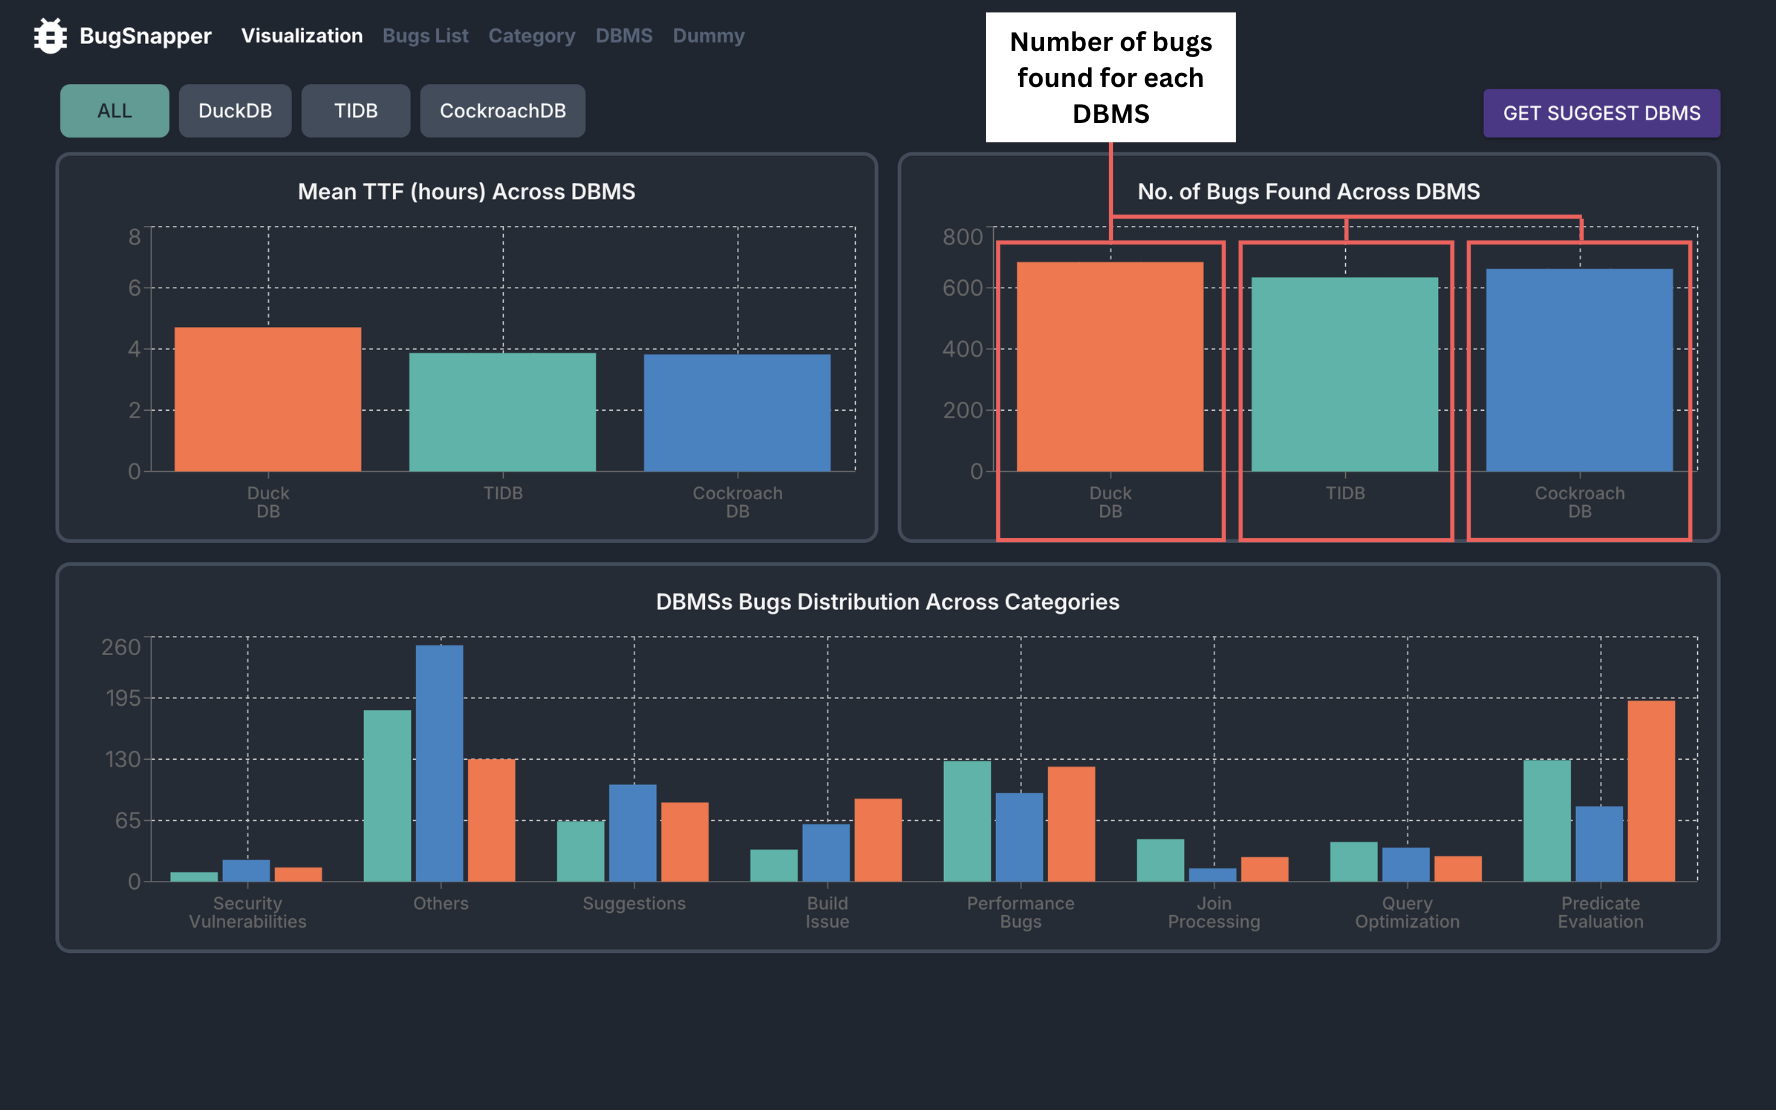 BugSnapper
Visualization
Bugs List
Category
DBMS
Dummy
Number of bugs
found for each
DBMS
ALL
DuckDB
TIDB
CockroachDB
GET SUGGEST DBMS
Mean TTF (hours) Across DBMS
8
6
4
2
0
Duck
DB
TIDB
Cockroach
DB
No. of Bugs Found Across DBMS
800
600
400
200
0
Duck
DB
TIDB
Cockroach
DB
DBMSs Bugs Distribution Across Categories
260
195
130
65
0
Security
Vulnerabilities
Others
Suggestions
Build
Issue
Performance
Bugs
Join
Processing
Query
Optimization
Predicate
Evaluation